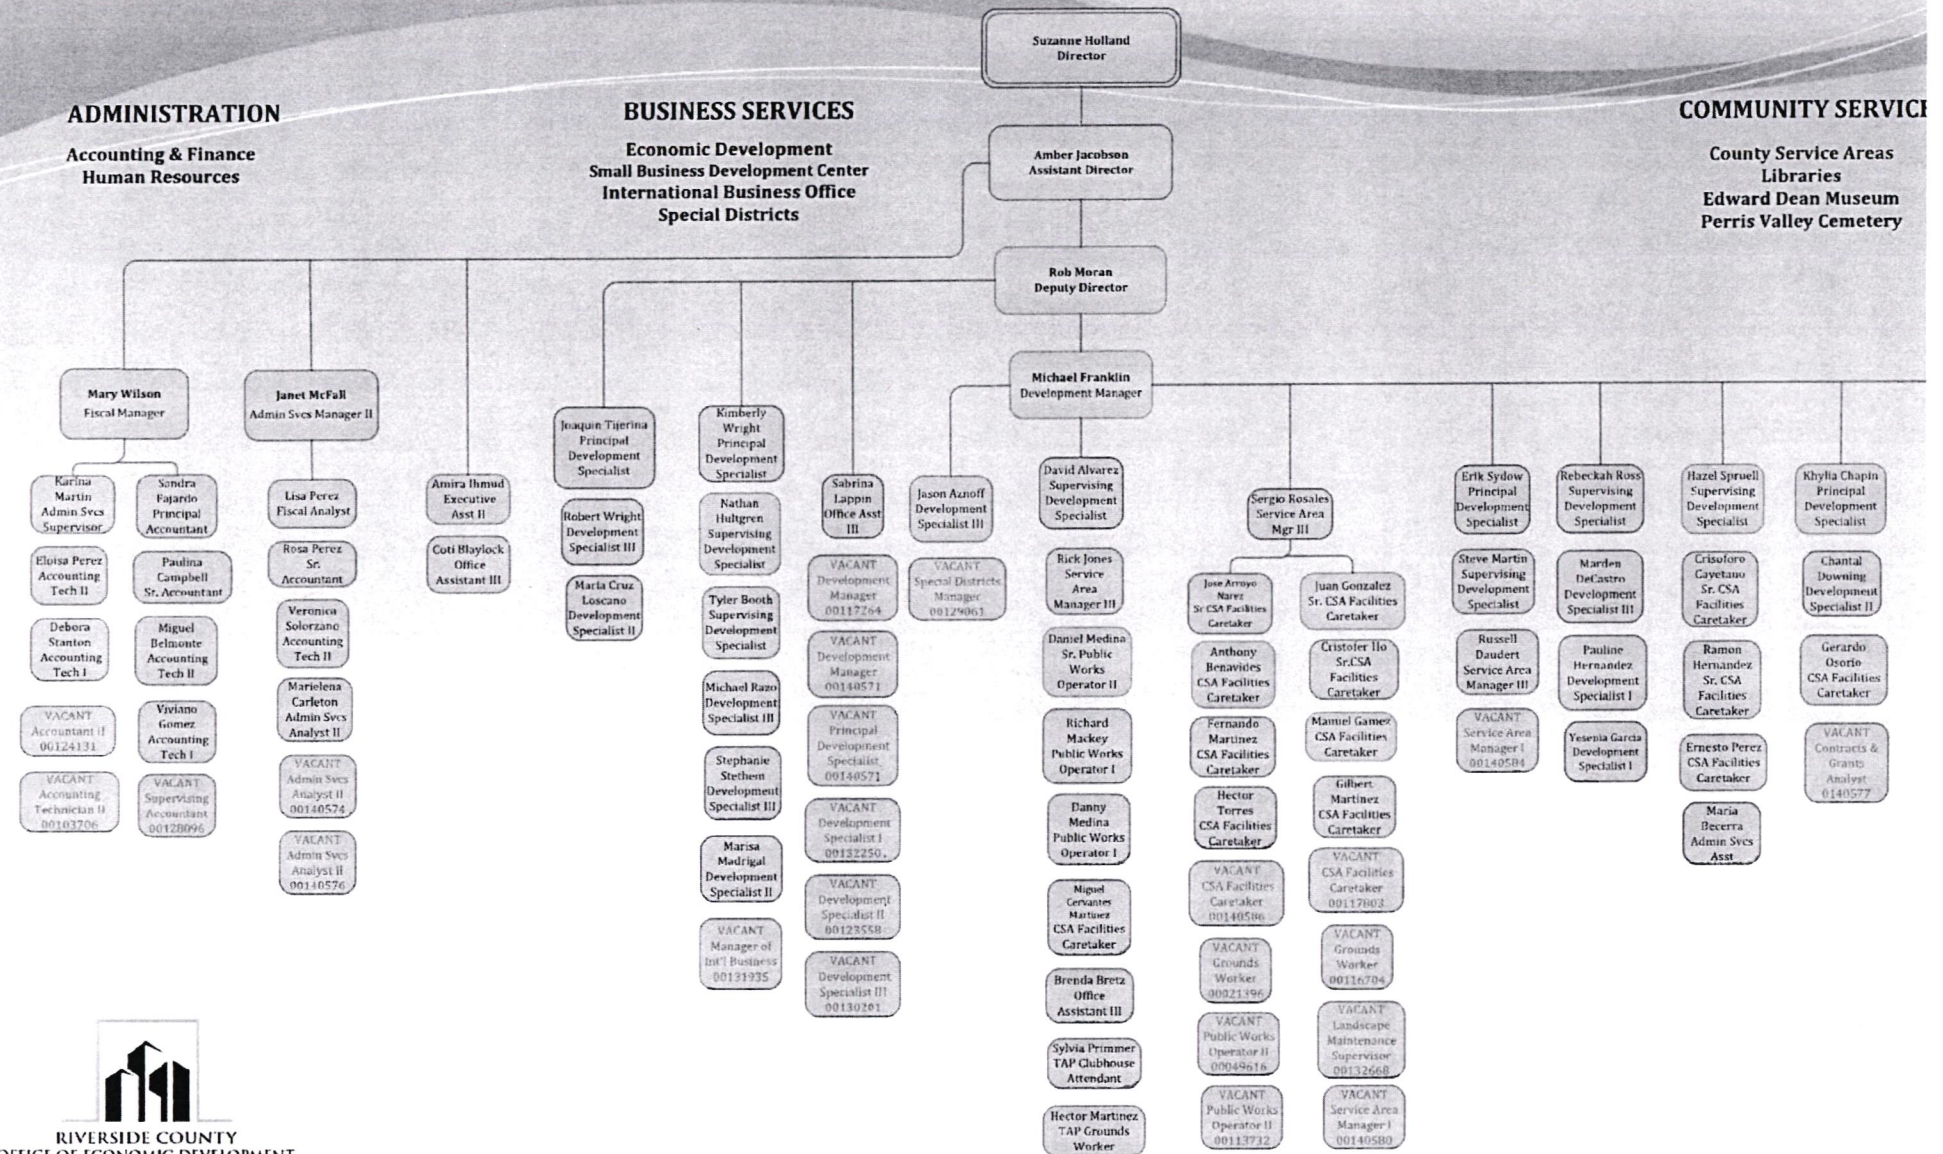 Suzanne Holland
Director
ADMINISTRATION
Accounting & Finance
Human Resources
BUSINESS SERVICES
Economic Development
Small Business Development Center
International Business Office
Special Districts
COMMUNITY SERVICE
County Service Areas
Libraries
Edward Dean Museum
Perris Valley Cemetery
Amber Jacobson
Assistant Director
Rob Moran
Deputy Director
Michael Franklin
Development Manager
Mary Wilson
Fiscal Manager
Karina
Martin
Admin Svcs
Supervisor
Eloisa Perez
Accounting
Tech II
Debora
Stanton
Accounting
Tech I
VACANT
Accountant II
00124131
VACANT
Accounting
Technician II
00103706
Sandra
Fajardo
Principal
Accountant
Paulina
Campbell
Sr. Accountant
Miguel
Belmonte
Accounting
Tech II
Viviano
Gomez
Accounting
Tech I
VACANT
Supervising
Accountant
00128096
Janet McFall
Admin Svcs Manager II
Lisa Perez
Fiscal Analyst
Rosa Perez
Sr.
Accountant
Veronica
Solorzano
Accounting
Tech II
Marielena
Carleton
Admin Svcs
Analyst II
VACANT
Admin Svcs
Analyst II
00140574
VACANT
Admin Svcs
Analyst II
00140576
Amira Ihmud
Executive
Asst II
Coti Blaylock
Office
Assistant III
Joaquin Tijerina
Principal
Development
Specialist
Robert Wright
Development
Specialist III
Maria Cruz
Loscano
Development
Specialist II
Kimberly
Wright
Principal
Development
Specialist
Nathan
Hultgren
Supervising
Development
Specialist
Tyler Booth
Supervising
Development
Specialist
Michael Razo
Development
Specialist III
Stephanie
Stethem
Development
Specialist III
Marisa
Madrigal
Development
Specialist II
VACANT
Manager of
Int'l Business
00131935
Sabrina
Lappin
Office Asst
III
VACANT
Development
Manager
00117264
VACANT
Development
Manager
00140571
VACANT
Principal
Development
Specialist
00140571
VACANT
Development
Specialist I
00132250.
VACANT
Development
Specialist II
00123558
VACANT
Development
Specialist III
00130201
Jason Aznoff
Development
Specialist III
VACANT
Special Districts
Manager
00129061
David Alvarez
Supervising
Development
Specialist
Rick Jones
Service
Area
Manager III
Daniel Medina
Sr. Public
Works
Operator II
Richard
Mackey
Public Works
Operator I
Danny
Medina
Public Works
Operator I
Miguel
Cervantes
Martinez
CSA Facilities
Caretaker
Brenda Bretz
Office
Assistant III
Sylvia Primmer
TAP Clubhouse
Attendant
Hector Martinez
TAP Grounds
Worker
Sergio Rosales
Service Area
Mgr III
Jose Arroyo
Narez
Sr CSA Facilities
Caretaker
Anthony
Benavides
CSA Facilities
Caretaker
Fernando
Martinez
CSA Facilities
Caretaker
Hector
Torres
CSA Facilities
Caretaker
VACANT
CSA Facilities
Caretaker
00140586
VACANT
Grounds
Worker
00021396
VACANT
Public Works
Operator II
00049616
VACANT
Public Works
Operator II
00113732
Juan Gonzalez
Sr. CSA Facilities
Caretaker
Cristofer Ilo
Sr.CSA
Facilities
Caretaker
Manuel Gamez
CSA Facilities
Caretaker
Gilbert
Martinez
CSA Facilities
Caretaker
VACANT
CSA Facilities
Caretaker
00117803
VACANT
Grounds
Worker
00116704
VACANT
Landscape
Maintenance
Supervisor
00132668
VACANT
Service Area
Manager I
00140580
Erik Sydow
Principal
Development
Specialist
Steve Martin
Supervising
Development
Specialist
Russell
Daudert
Service Area
Manager III
VACANT
Service Area
Manager I
00140584
Rebeckah Ross
Supervising
Development
Specialist
Marden
DeCastro
Development
Specialist III
Pauline
Hernandez
Development
Specialist I
Yesenia Garcia
Development
Specialist I
Hazel Spruell
Supervising
Development
Specialist
Crisoforo
Cayetano
Sr. CSA
Facilities
Caretaker
Ramon
Hernandez
Sr. CSA
Facilities
Caretaker
Ernesto Perez
CSA Facilities
Caretaker
Maria
Becerra
Admin Svcs
Asst
Khylia Chapin
Principal
Development
Specialist
Chantal
Downing
Development
Specialist II
Gerardo
Osorio
CSA Facilities
Caretaker
VACANT
Contracts &
Grants
Analyst
0140577
RIVERSIDE COUNTY
OFFICE OF ECONOMIC DEVELOPMENT